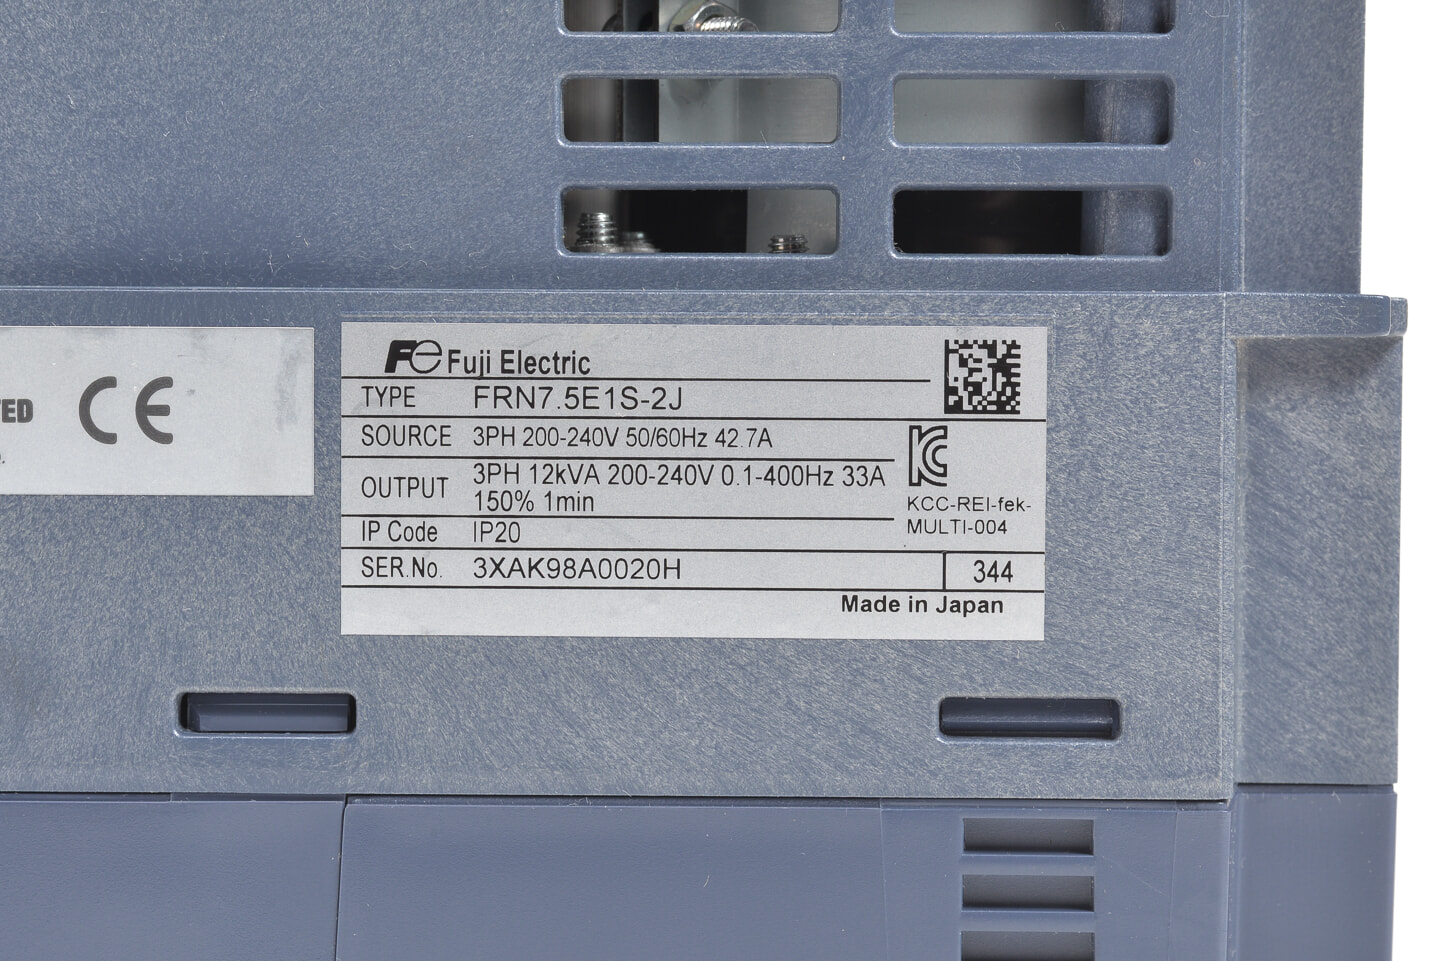 TED
CE
Fe Fuji Electric
TYPE FRN7.5E1S-2J
SOURCE 3PH 200-240V 50/60Hz 42.7A
OUTPUT 3PH 12kVA 200-240V 0.1-400Hz 33A
150% 1min
IP Code IP20
SER.No. 3XAK98A0020H
KCC-REI-fek-
MULTI-004
344
Made in Japan